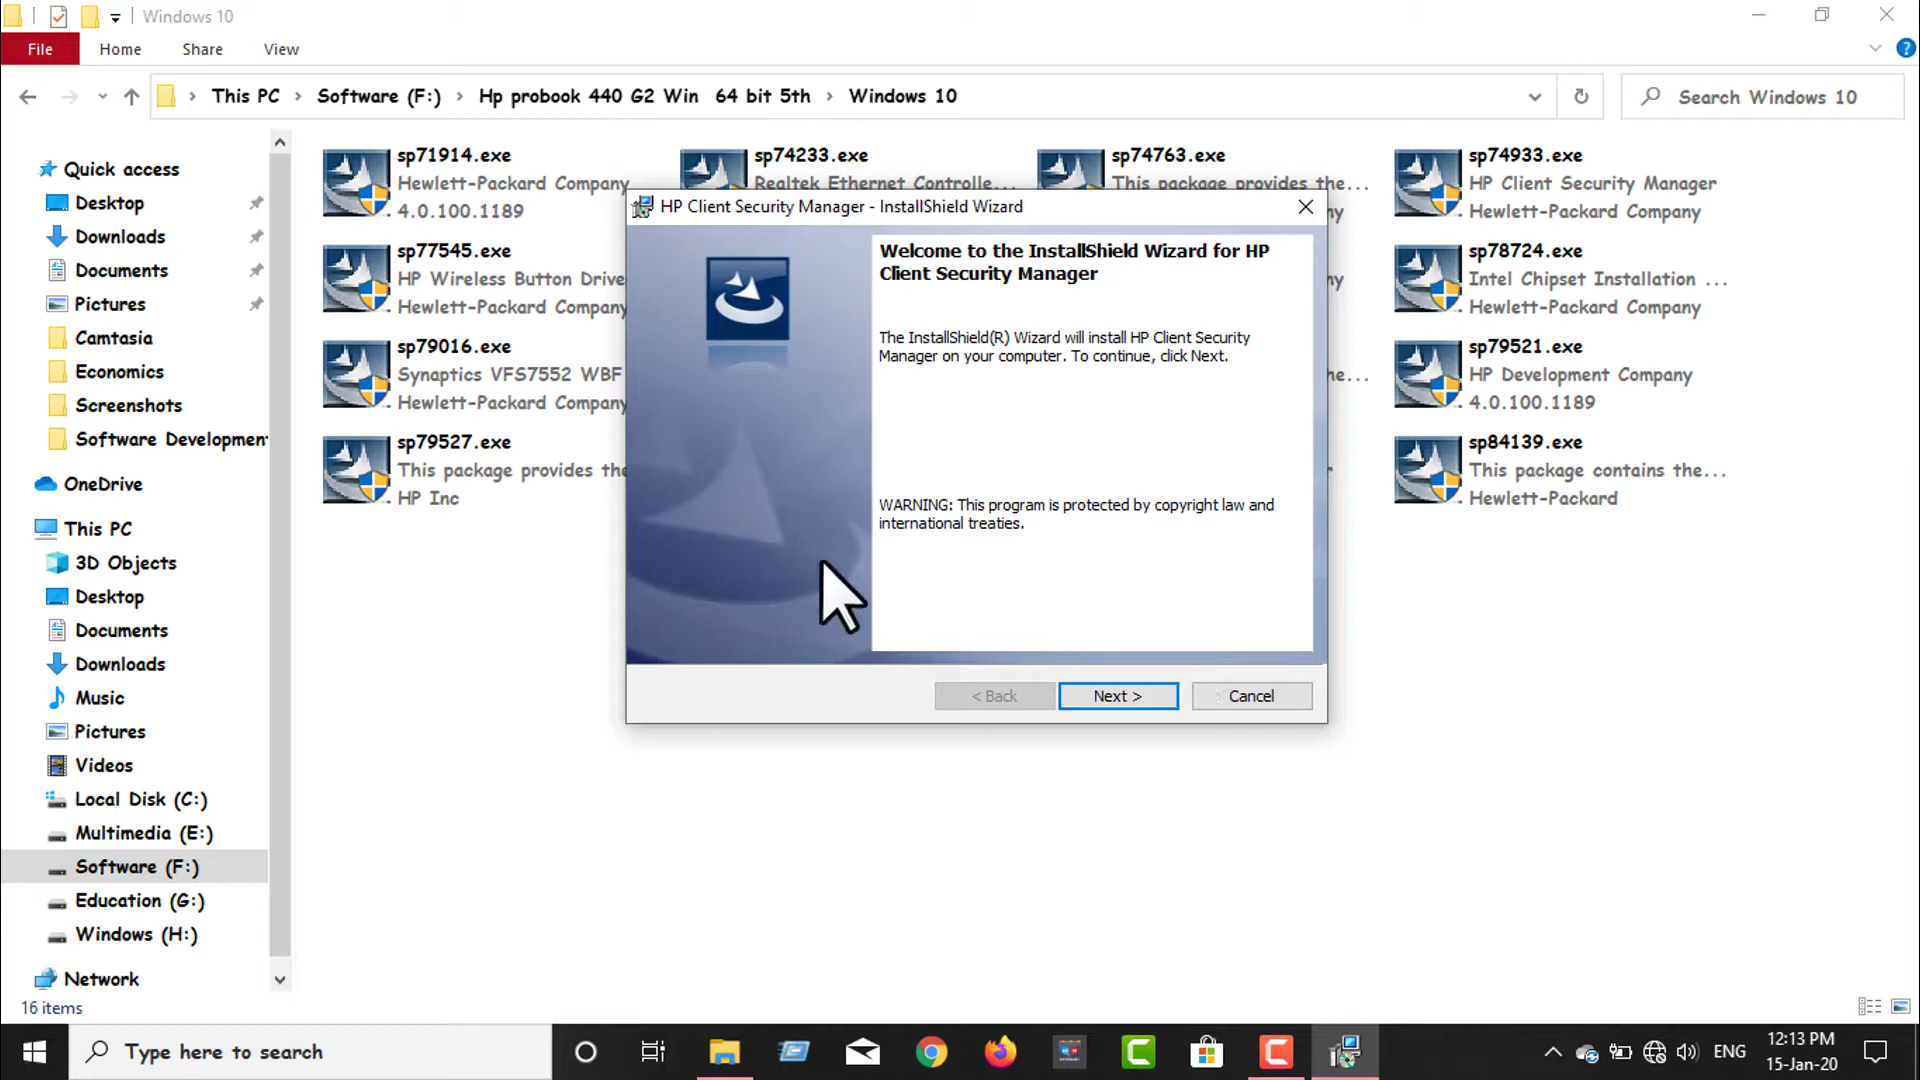 Windows 10
File
Home
Share
View
This PC > Software (F:) > Hp probook 440 G2 Win 64 bit 5th > Windows 10
Search Windows 10
Quick access
Desktop
Downloads
Documents
Pictures
Camtasia
Economics
Screenshots
Software Developmen
OneDrive
This PC
3D Objects
Desktop
Documents
Downloads
Music
Pictures
Videos
Local Disk (C:)
Multimedia (E:)
Software (F:)
Education (G:)
Windows (H:)
Network
sp71914.exe
Hewlett-Packard Company
4.0.100.1189
sp74233.exe
Realtek Ethernet Controlle...
sp74763.exe
This package provides the...
sp74933.exe
HP Client Security Manager
Hewlett-Packard Company
sp77545.exe
HP Wireless Button Drive
Hewlett-Packard Company
sp78724.exe
Intel Chipset Installation ...
Hewlett-Packard Company
sp79016.exe
Synaptics VFS7552 WBF
Hewlett-Packard Company
sp79521.exe
HP Development Company
4.0.100.1189
sp79527.exe
This package provides the
HP Inc
sp84139.exe
This package contains the...
Hewlett-Packard
HP Client Security Manager - InstallShield Wizard
Welcome to the InstallShield Wizard for HP
Client Security Manager
The InstallShield(R) Wizard will install HP Client Security
Manager on your computer. To continue, click Next.
WARNING: This program is protected by copyright law and
international treaties.
< Back
Next >
Cancel
16 items
Type here to search
ENG
12:13 PM
15-Jan-20